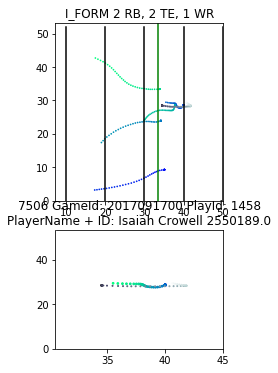 I_FORM 2 RB, 2 TE, 1 WR
50
40
30
20
10
0
10 20 30 40 50
7506 GameId: 2017091700 PlayId: 1458
PlayerName + ID: Isaiah Crowell 2550189.0
40
20
0
35 40 45